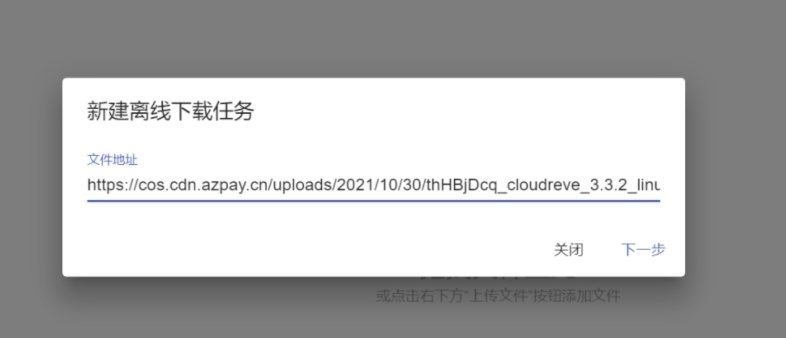 新建离线下载任务
文件地址
https://cos.cdn.azpay.cn/uploads/2021/10/30/thHBjDcq_cloudreve_3.3.2_linu
关闭 下一步
或点击右下方"上传文件"按钮添加文件